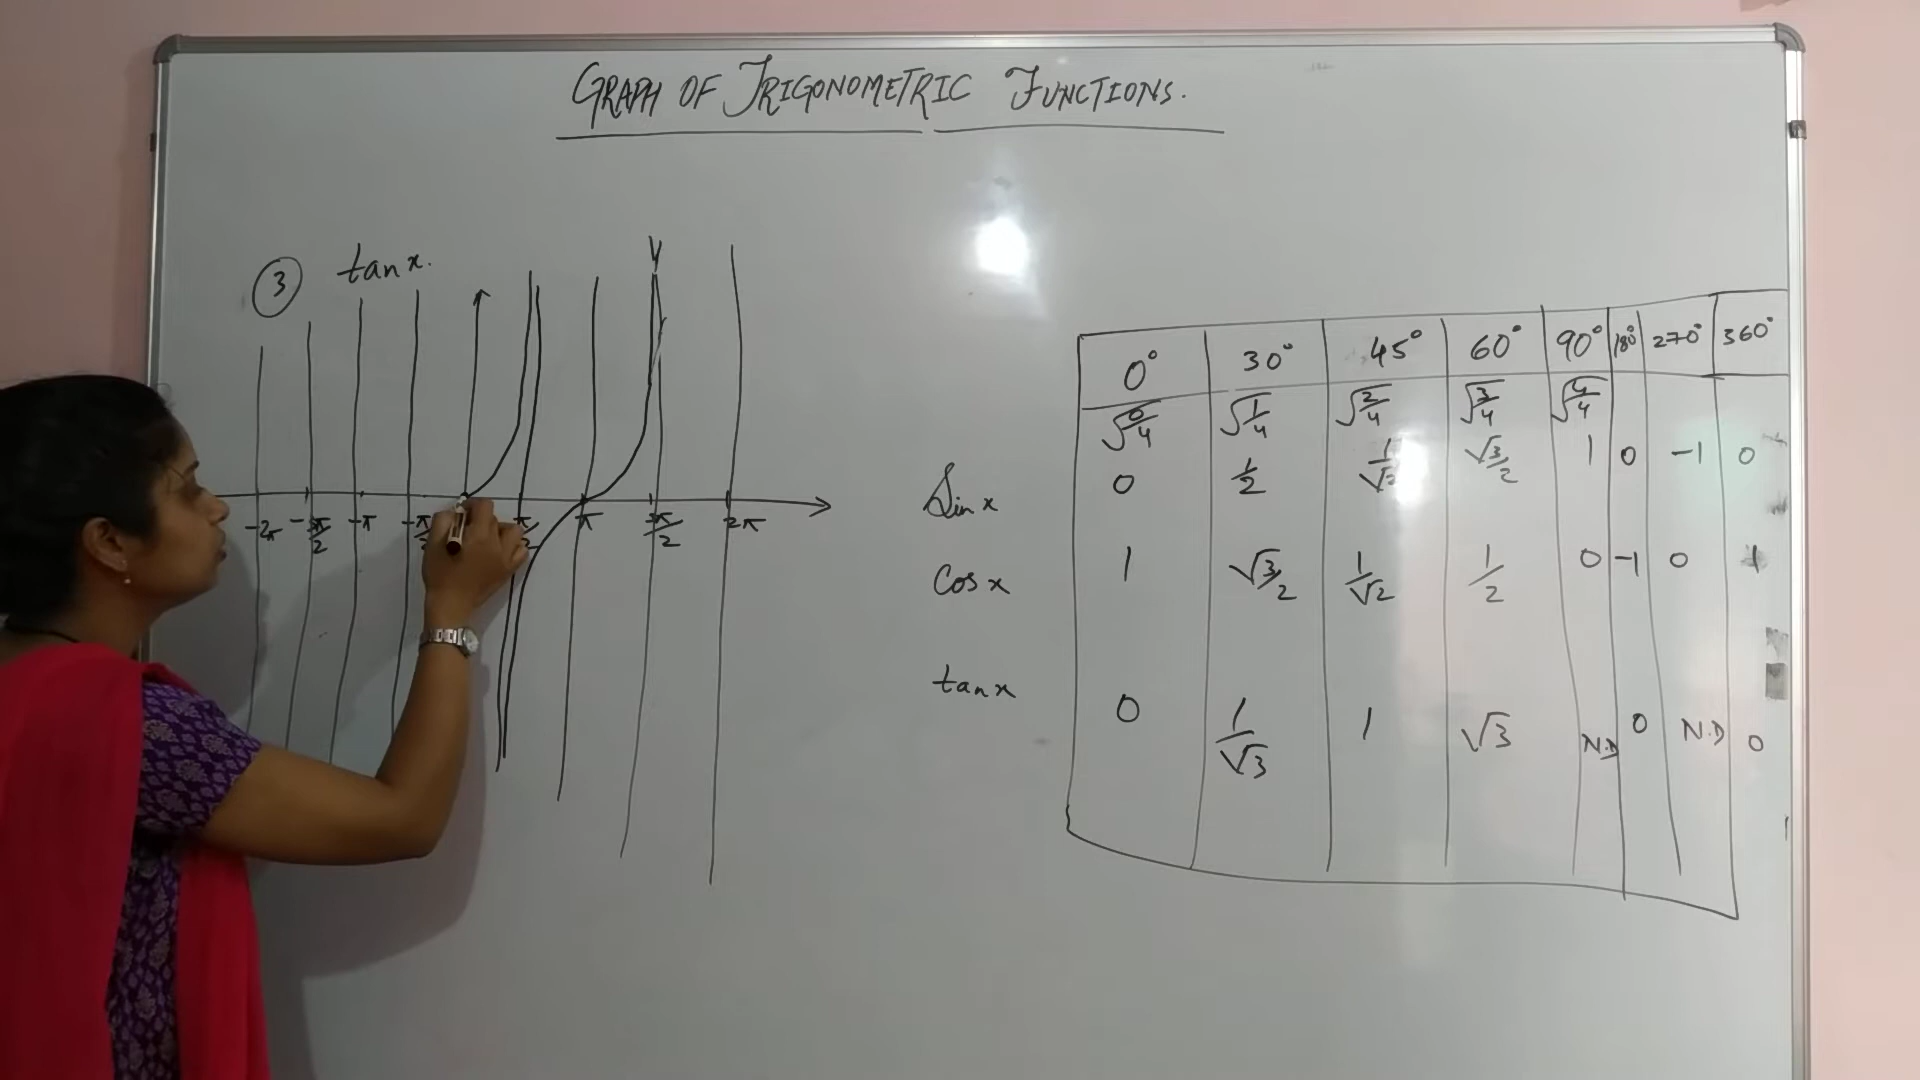 GRAPH OF TRIGONOMETRIC FUNCTIONS.
③ tan x.
-2π -3π/2 -π -π/2 π/2 π 3π/2 2π
0° 30° 45° 60° 90° 180° 270° 360°
√0/4 √1/4 √2/4 √3/4 √4/4
Sin x 0 1/2 1/√2 √3/2 1 0 -1 0
Cos x 1 √3/2 1/√2 1/2 0 -1 0 1
tan x 0 1/√3 1 √3 N.D 0 N.D 0